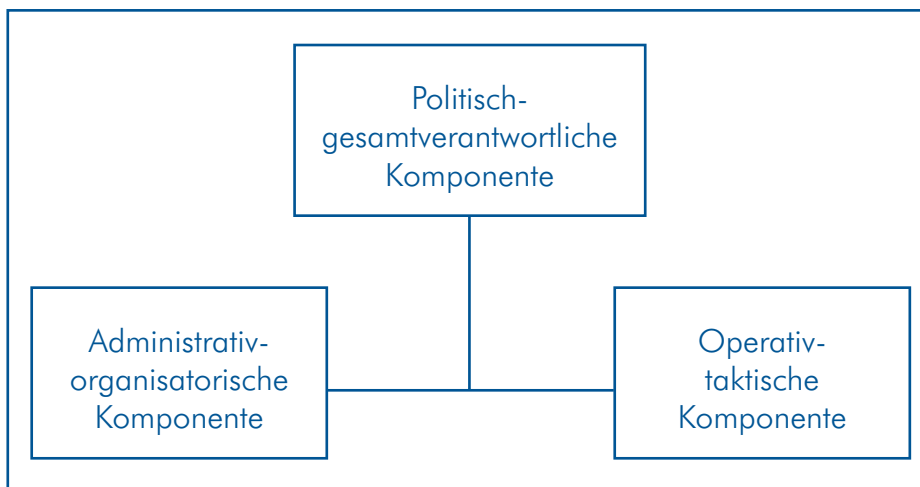 Politisch-
gesamtverantwortliche
Komponente
Administrativ-
organisatorische
Komponente
Operativ-
taktische
Komponente